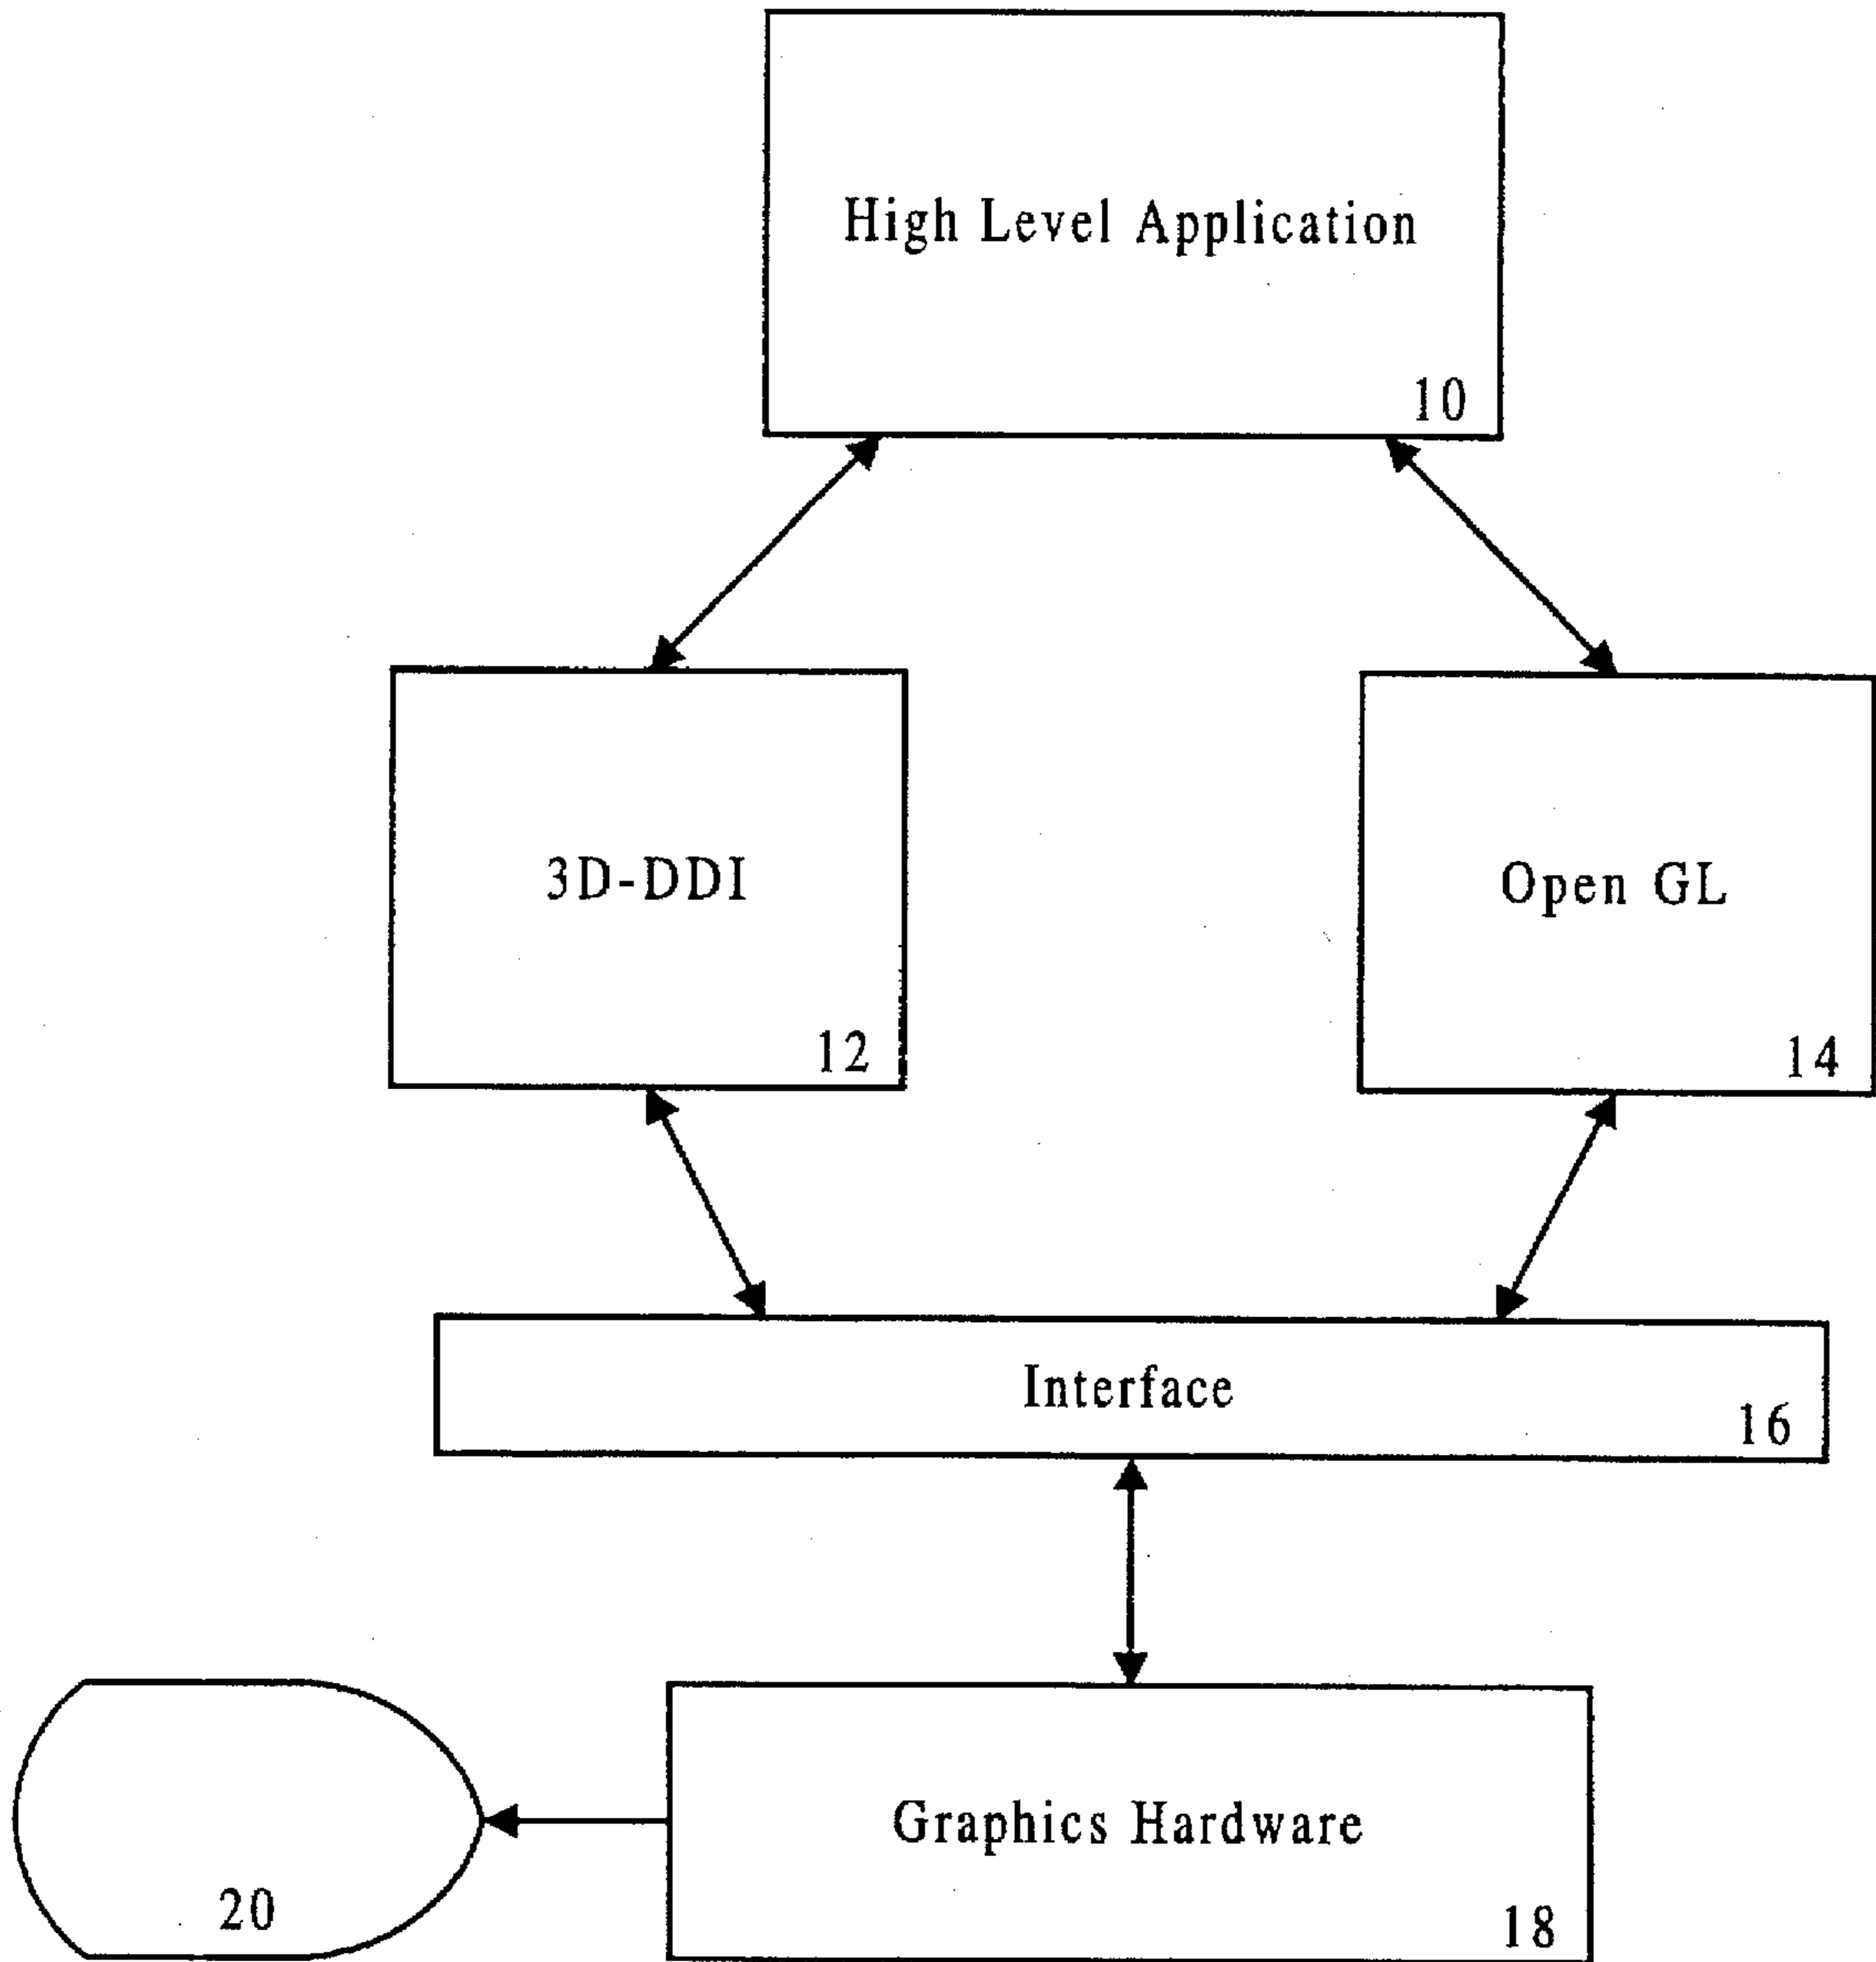 High Level Application
10
3D-DDI
12
Open GL
14
Interface
16
Graphics Hardware
18
20